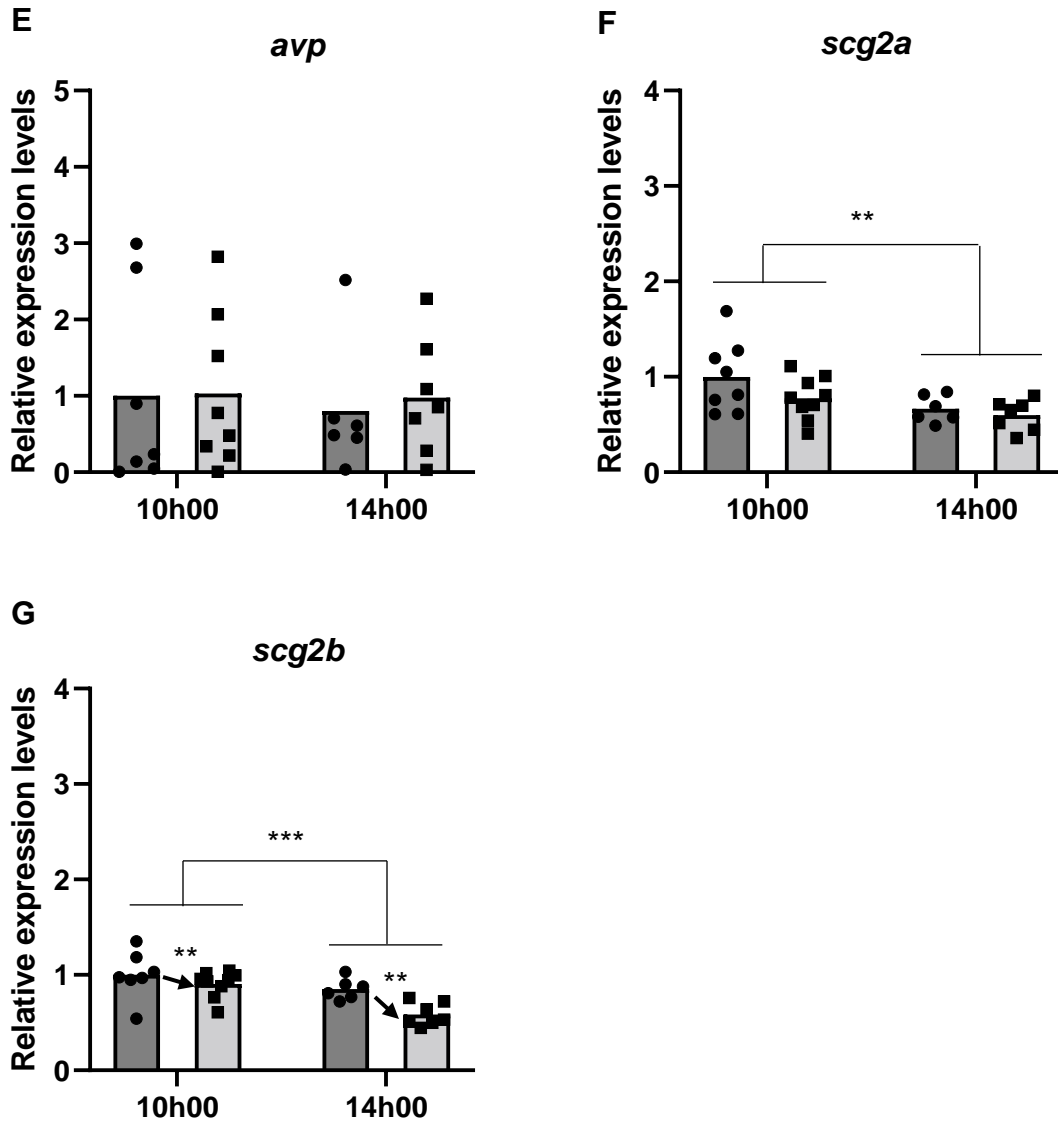 E
avp
Relative expression levels
5
4
3
2
1
0
10h00
14h00
F
scg2a
Relative expression levels
4
3
2
1
0
**
10h00
14h00
G
scg2b
Relative expression levels
4
3
2
1
0
***
**
**
10h00
14h00